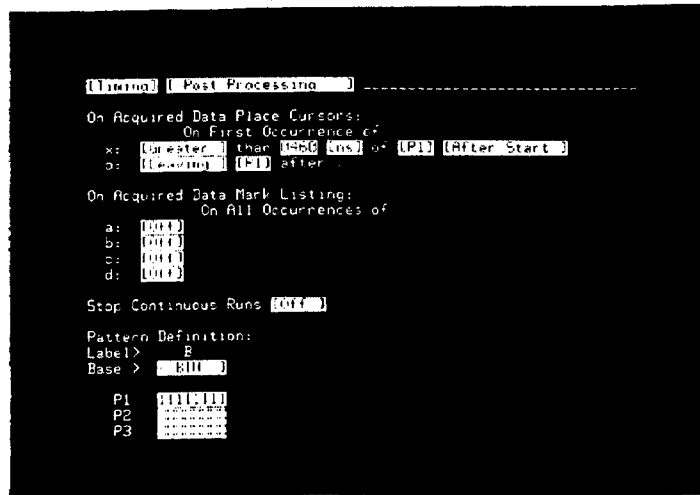 [Timing] [ Post Processing ]
On Acquired Data Place Cursors:
On First Occurrence of
x: [Greater ] than 0460 [ns] of [P1] [After Start ]
o: [Leaving ] [P1] after
On Acquired Data Mark Listing:
On All Occurrences of
a: [Off]
b: [Off]
c: [Off]
d: [Off]
Stop Continuous Runs [Off ]
Pattern Definition:
Label> B
Base > [ BIN ]
P1
P2
P3